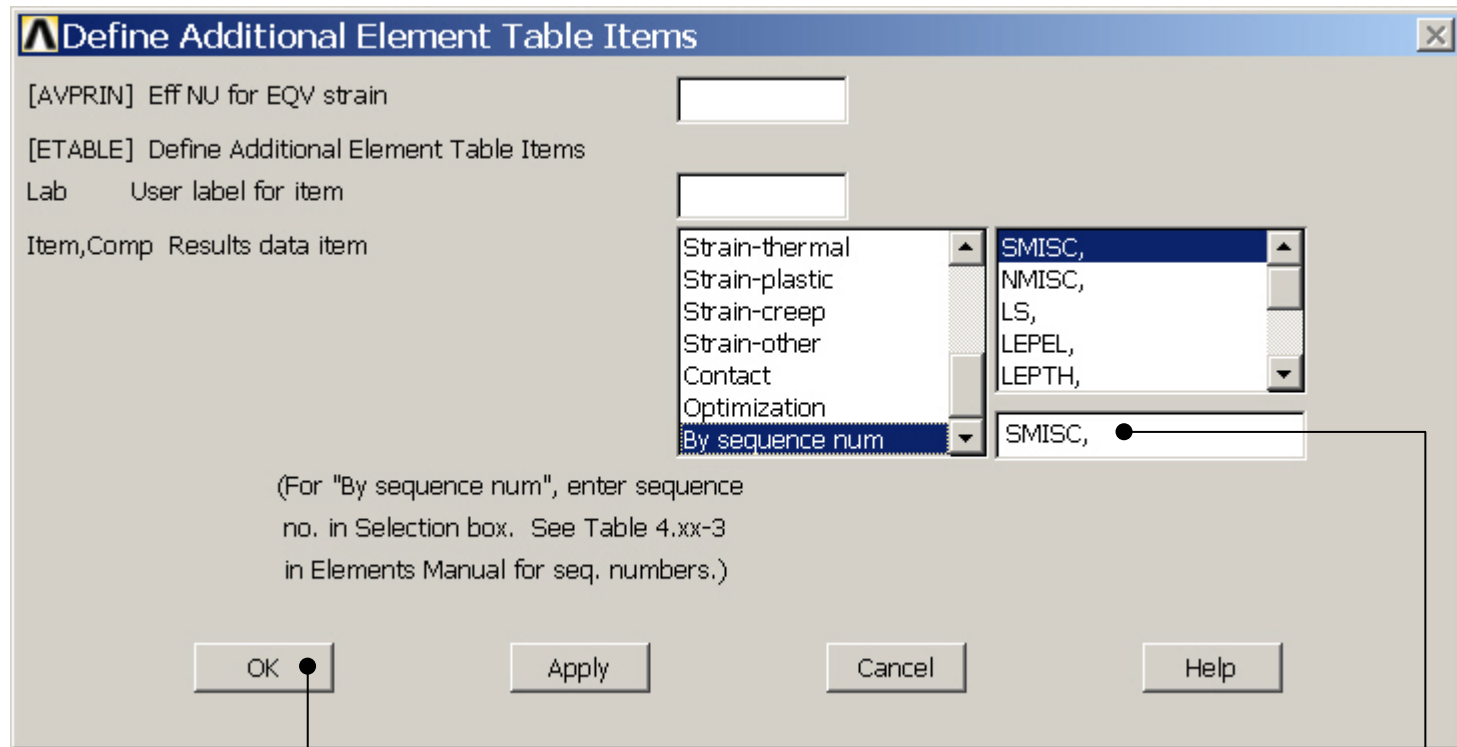 Define Additional Element Table Items
[AVPRIN] Eff NU for EQV strain
[ETABLE] Define Additional Element Table Items
Lab User label for item
Item,Comp Results data item
Strain-thermal
Strain-plastic
Strain-creep
Strain-other
Contact
Optimization
By sequence num
SMISC,
NMISC,
LS,
LEPEL,
LEPTH,
SMISC,
(For "By sequence num", enter sequence
no. in Selection box. See Table 4.xx-3
in Elements Manual for seq. numbers.)
OK Apply Cancel Help